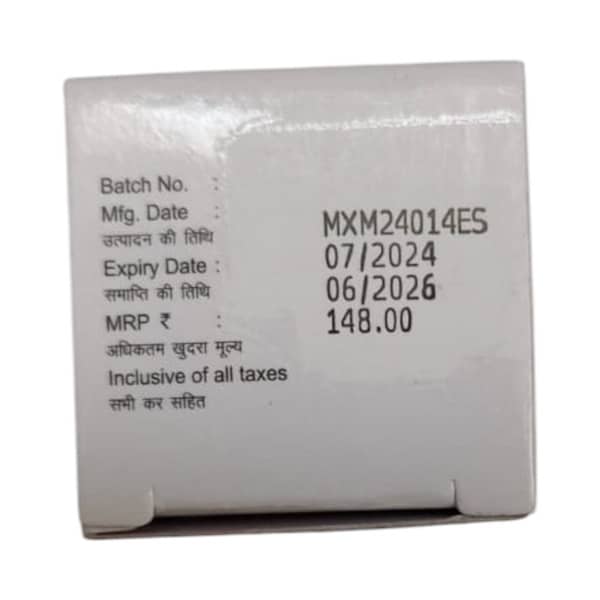 Batch No. :
Mfg. Date :
उत्पादन की तिथि
Expiry Date :
समाप्ति की तिथि
MRP ₹ :
अधिकतम खुदरा मूल्य
Inclusive of all taxes
सभी कर सहित
MXM24014ES
07/2024
06/2026
148.00